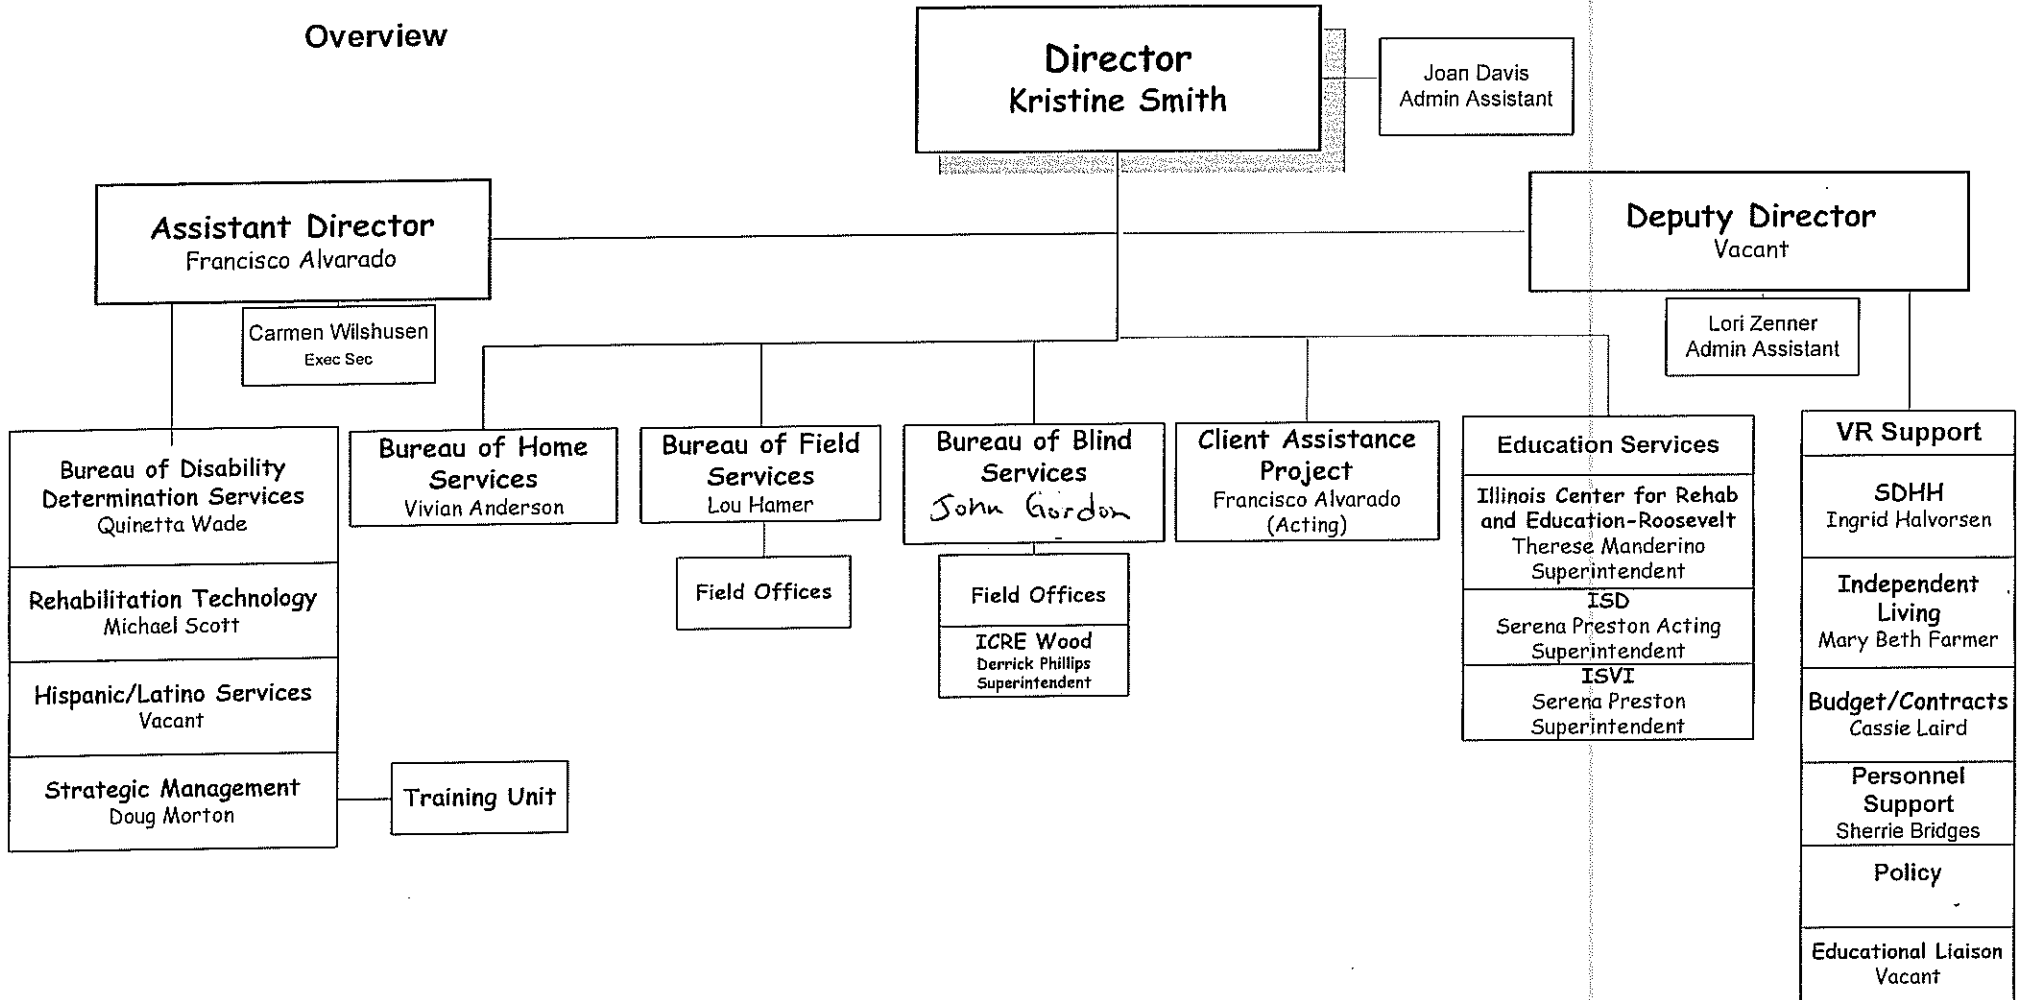 Overview
Director
Kristine Smith
Joan Davis
Admin Assistant
Assistant Director
Francisco Alvarado
Deputy Director
Vacant
Carmen Wilshusen
Exec Sec
Lori Zenner
Admin Assistant
Bureau of Disability
Determination Services
Quinetta Wade
Rehabilitation Technology
Michael Scott
Hispanic/Latino Services
Vacant
Strategic Management
Doug Morton
Training Unit
Bureau of Home
Services
Vivian Anderson
Bureau of Field
Services
Lou Hamer
Field Offices
Bureau of Blind
Services
John Gordon
Field Offices
ICRE Wood
Derrick Phillips
Superintendent
Client Assistance
Project
Francisco Alvarado
(Acting)
Education Services
Illinois Center for Rehab
and Education-Roosevelt
Therese Manderino
Superintendent
ISD
Serena Preston Acting
Superintendent
ISVI
Serena Preston
Superintendent
VR Support
SDHH
Ingrid Halvorsen
Independent
Living
Mary Beth Farmer
Budget/Contracts
Cassie Laird
Personnel
Support
Sherrie Bridges
Policy
Educational Liaison
Vacant